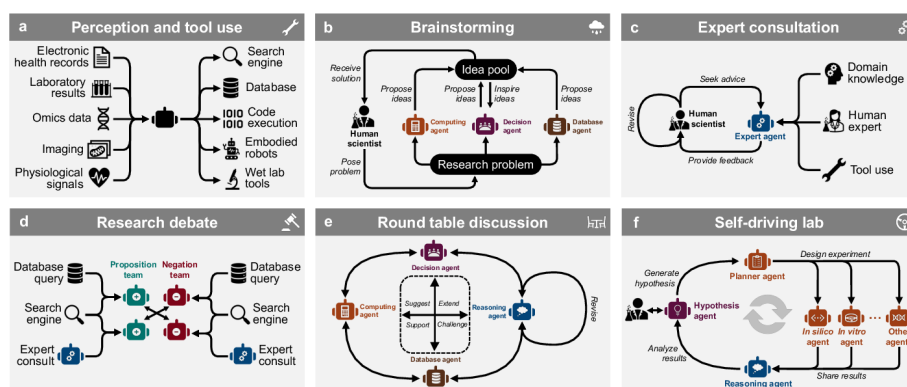 a Perception and tool use
Electronic
health records
Laboratory
results
Omics data
Imaging
Physiological
signals
Search
engine
Database
IOIO
OIIO
Code
execution
Embodied
robots
Wet lab
tools
b Brainstorming
Receive
solution
Idea pool
Propose
ideas
Propose
ideas
Inspire
ideas
Propose
ideas
Human
scientist
Computing
agent
Decision
agent
Database
agent
Pose
problem
Research problem
c Expert consultation
Seek advice
Revise
Human
scientist
Expert agent
Provide feedback
Domain
knowledge
Human
expert
Tool use
d Research debate
Database
query
Search
engine
Expert
consult
Proposition
team
Negation
team
Database
query
Search
engine
Expert
consult
e Round table discussion
Decision agent
Computing
agent
Suggest Extend
Support Challenge
Reasoning
agent
Revise
Database agent
f Self-driving lab
Generate
hypothesis
Planner agent
Design experiment
Hypothesis
agent
In silico
agent
In vitro
agent
Other
agent
Analyze
results
Reasoning agent
Share results